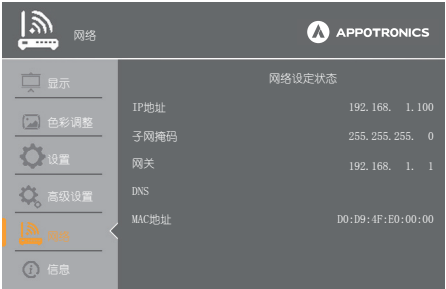 网络
APPOTRONICS
显示
色彩调整
设置
高级设置
网络
信息
网络设定状态
IP地址 192.168. 1.100
子网掩码 255.255.255. 0
网关 192.168. 1. 1
DNS
MAC地址 D0:D9:4F:E0:00:00